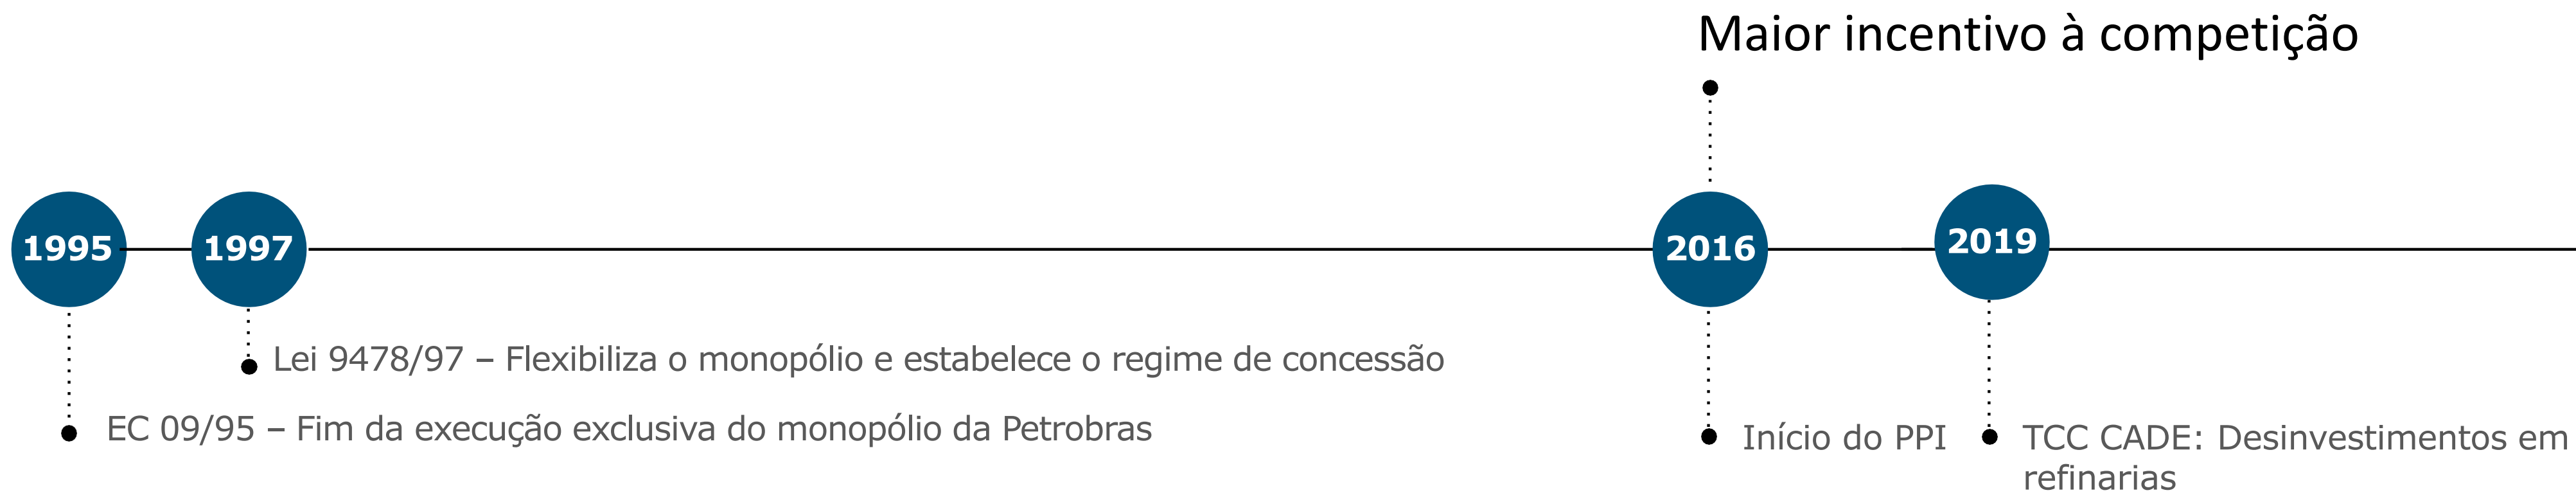 Maior incentivo à competição
1995
1997
2016
2019
Lei 9478/97 – Flexibiliza o monopólio e estabelece o regime de concessão
EC 09/95 – Fim da execução exclusiva do monopólio da Petrobras
Início do PPI
TCC CADE: Desinvestimentos em
refinarias